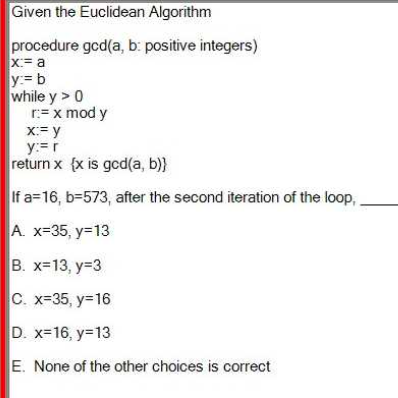 Given the Euclidean Algorithm
procedure gcd(a, b: positive integers)
x:= a
y:= b
while y > 0
r:= x mod y
x:= y
y:= r
return x {x is gcd(a, b)}
If a=16, b=573, after the second iteration of the loop, _____
A. x=35, y=13
B. x=13, y=3
C. x=35, y=16
D. x=16, y=13
E. None of the other choices is correct